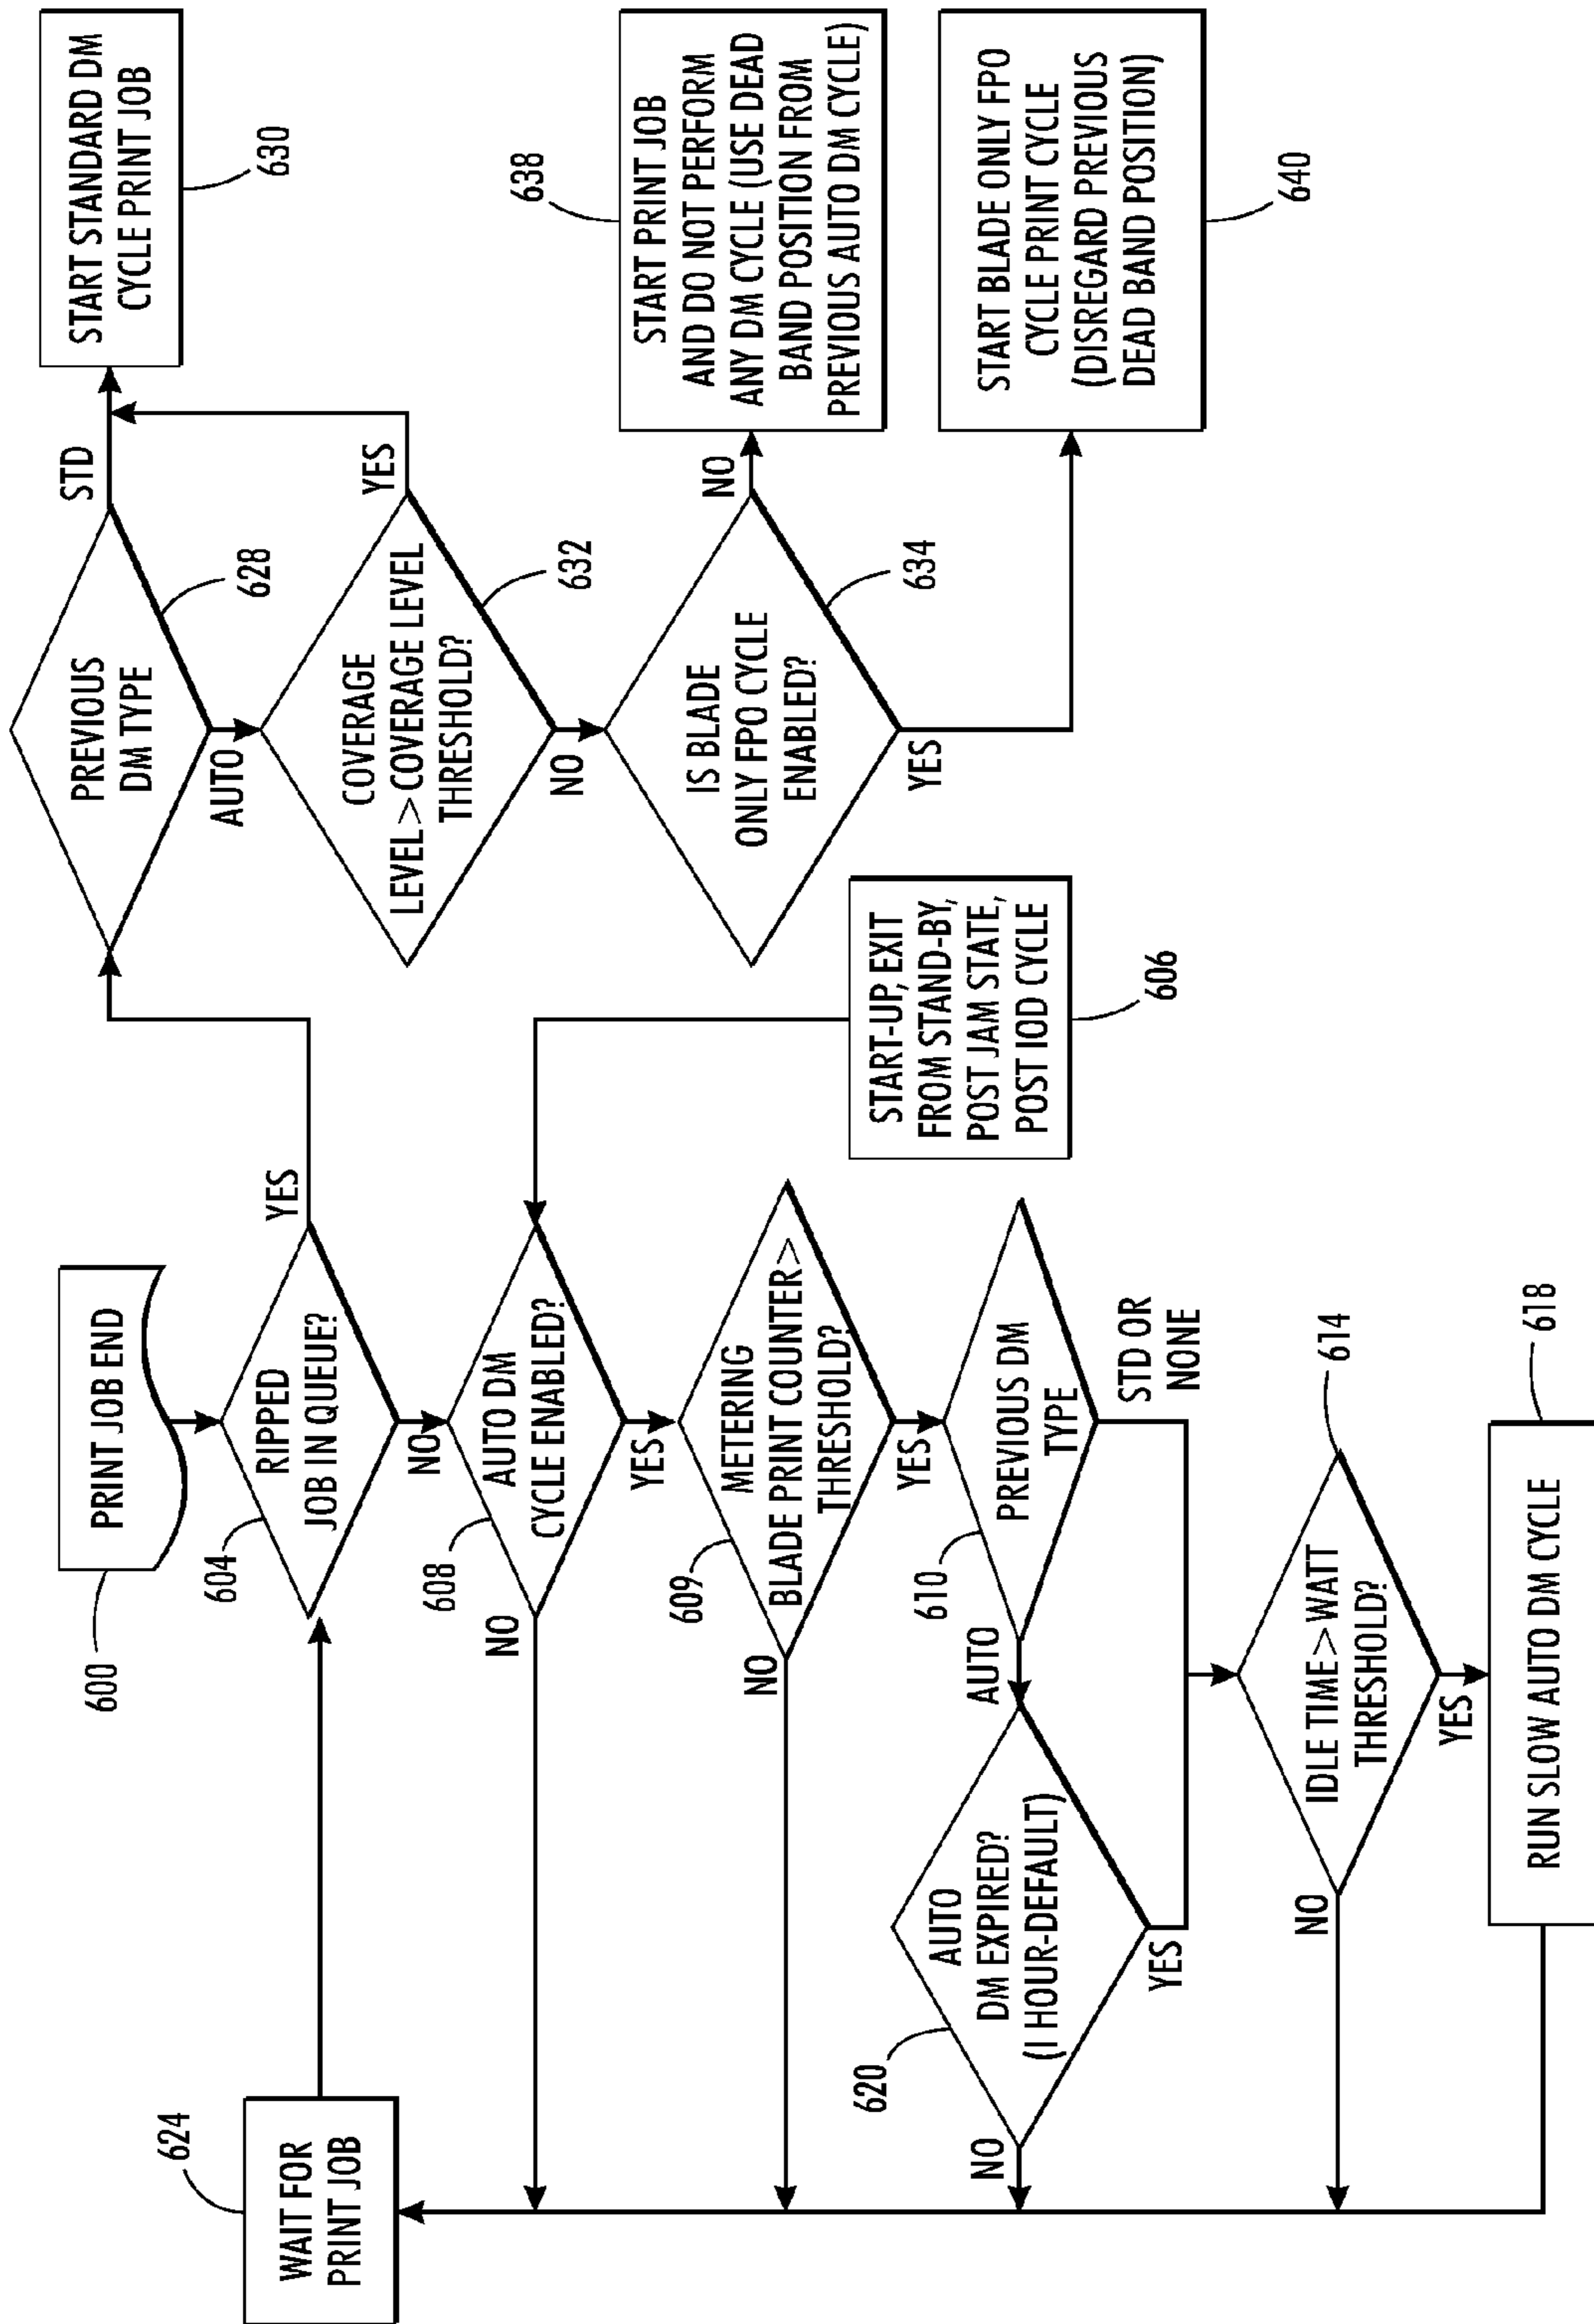 600
PRINT JOB END
604
RIPPED
JOB IN QUEUE?
YES
NO
624
WAIT FOR
PRINT JOB
608
AUTO DM
CYCLE ENABLED?
NO
YES
START-UP, EXIT
FROM STAND-BY,
POST JAM STATE,
POST IOD CYCLE
606
609
METERING
BLADE PRINT COUNTER>
THRESHOLD?
NO
YES
610
PREVIOUS DM
TYPE
AUTO
STD OR
NONE
620
AUTO
DM EXPIRED?
(I HOUR-DEFAULT)
NO
YES
614
IDLE TIME>WATT
THRESHOLD?
NO
YES
618
RUN SLOW AUTO DM CYCLE
PREVIOUS
DM TYPE
628
STD
AUTO
START STANDARD DM
CYCLE PRINT JOB
630
COVERAGE
LEVEL>COVERAGE LEVEL
THRESHOLD?
632
YES
NO
IS BLADE
ONLY FPO CYCLE
ENABLED?
634
NO
YES
638
START PRINT JOB
AND DO NOT PERFORM
ANY DM CYCLE (USE DEAD
BAND POSITION FROM
PREVIOUS AUTO DM CYCLE)
START BLADE ONLY FPO
CYCLE PRINT CYCLE
(DISREGARD PREVIOUS
DEAD BAND POSITION)
640